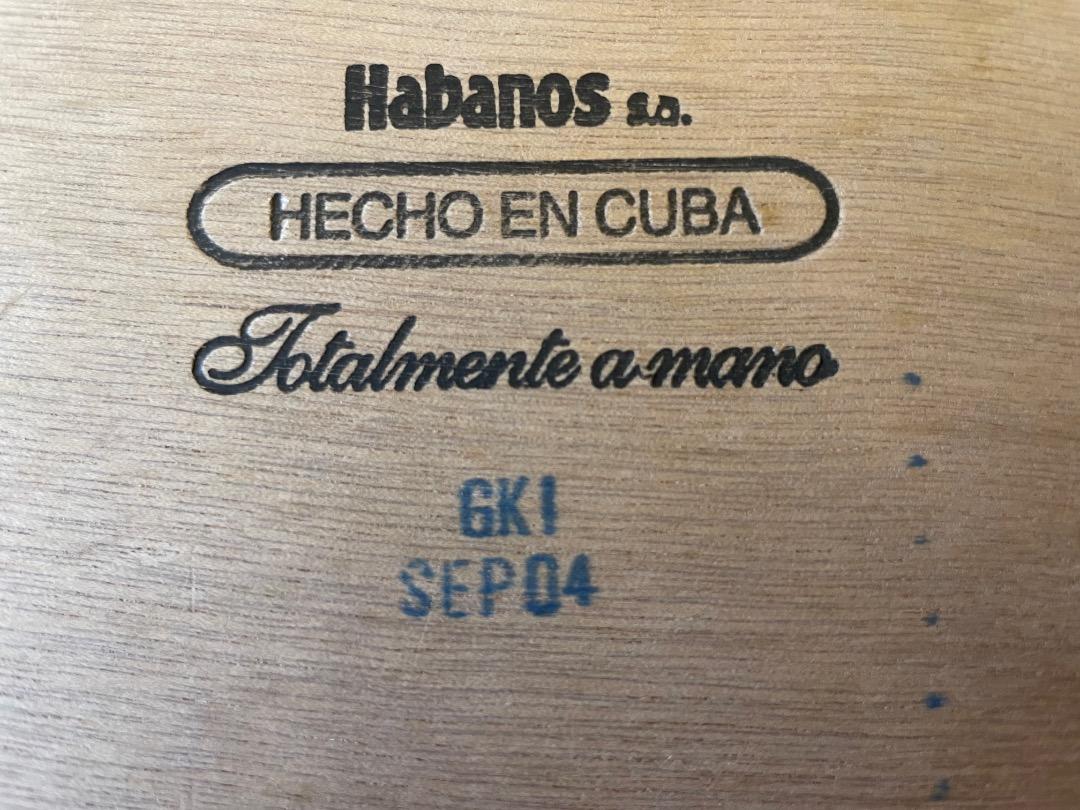 Habanos s.a.
HECHO EN CUBA
Totalmente a mano
GKI
SEP04